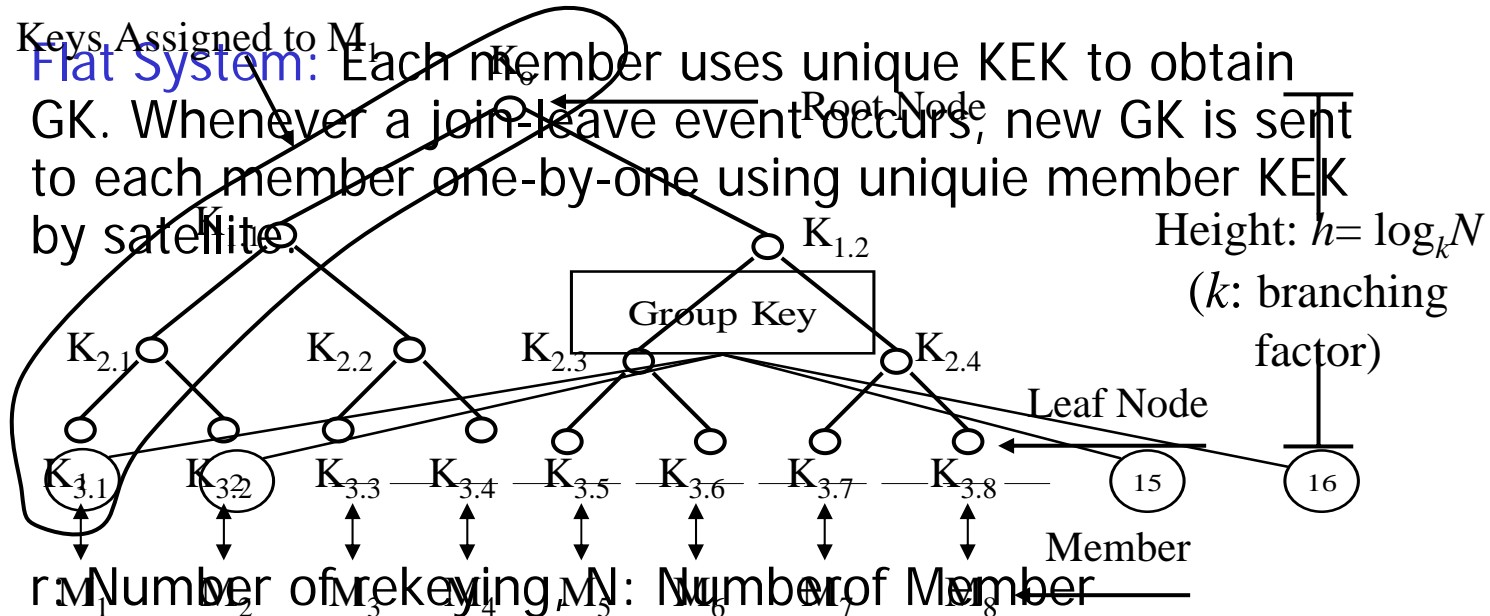 Keys Assigned to M1
Flat System: Each member uses unique KEK to obtain
K0
GK. Whenever a join-leave event occurs, new GK is sent
Root Node
to each member one-by-one using uniquie member KEK
by satellite.
K1.2
Height: h= logkN
(k: branching
factor)
Group Key
K2.1 K2.2 K2.3 K2.4
Leaf Node
K3.1 K3.2 K3.3 K3.4 K3.5 K3.6 K3.7 K3.8
2 15 16
Member
r: Number of rekeying, N: Numberof Member
M1 M2 M3 M4 M5 M6 M7 M8